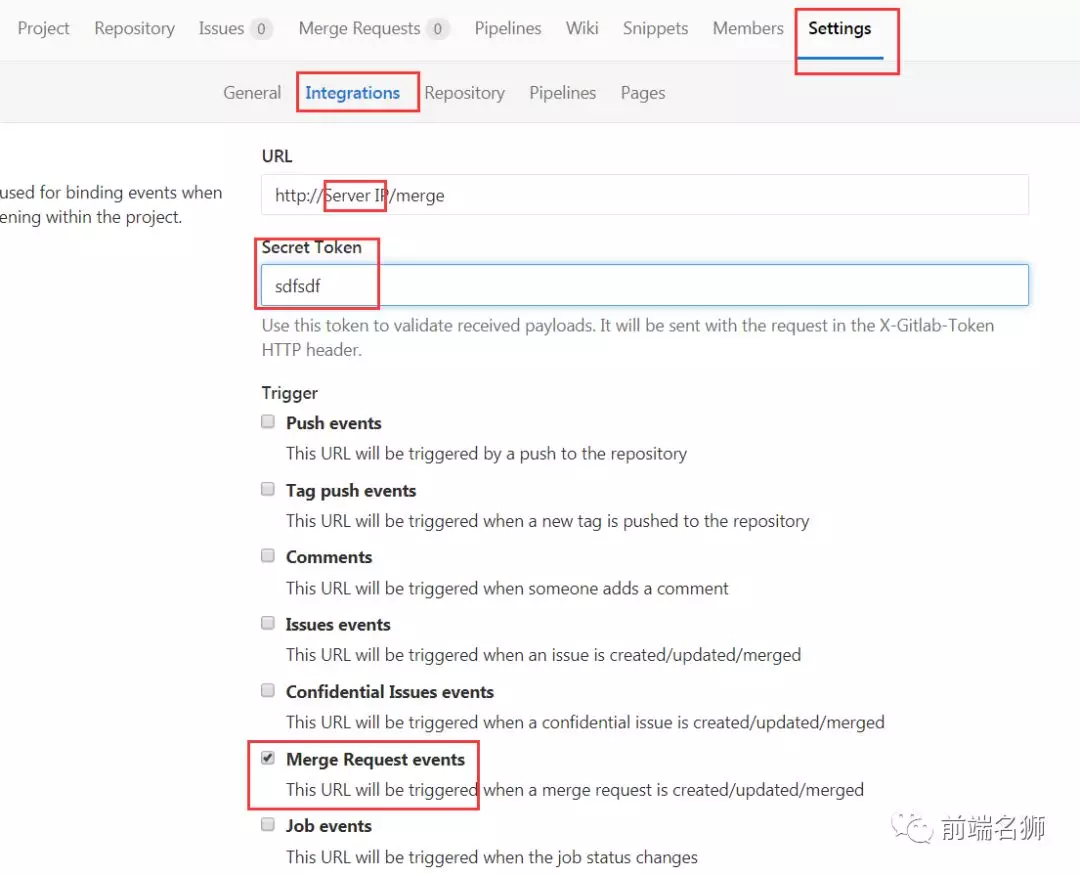 Project Repository Issues 0 Merge Requests 0 Pipelines Wiki Snippets Members Settings
General Integrations Repository Pipelines Pages
URL
used for binding events when
ening within the project.
http://Server IP/merge
Secret Token
sdfsdf
Use this token to validate received payloads. It will be sent with the request in the X-Gitlab-Token
HTTP header.
Trigger
Push events
This URL will be triggered by a push to the repository
Tag push events
This URL will be triggered when a new tag is pushed to the repository
Comments
This URL will be triggered when someone adds a comment
Issues events
This URL will be triggered when an issue is created/updated/merged
Confidential Issues events
This URL will be triggered when a confidential issue is created/updated/merged
Merge Request events
This URL will be triggered when a merge request is created/updated/merged
Job events
This URL will be triggered when the job status changes
前端名狮